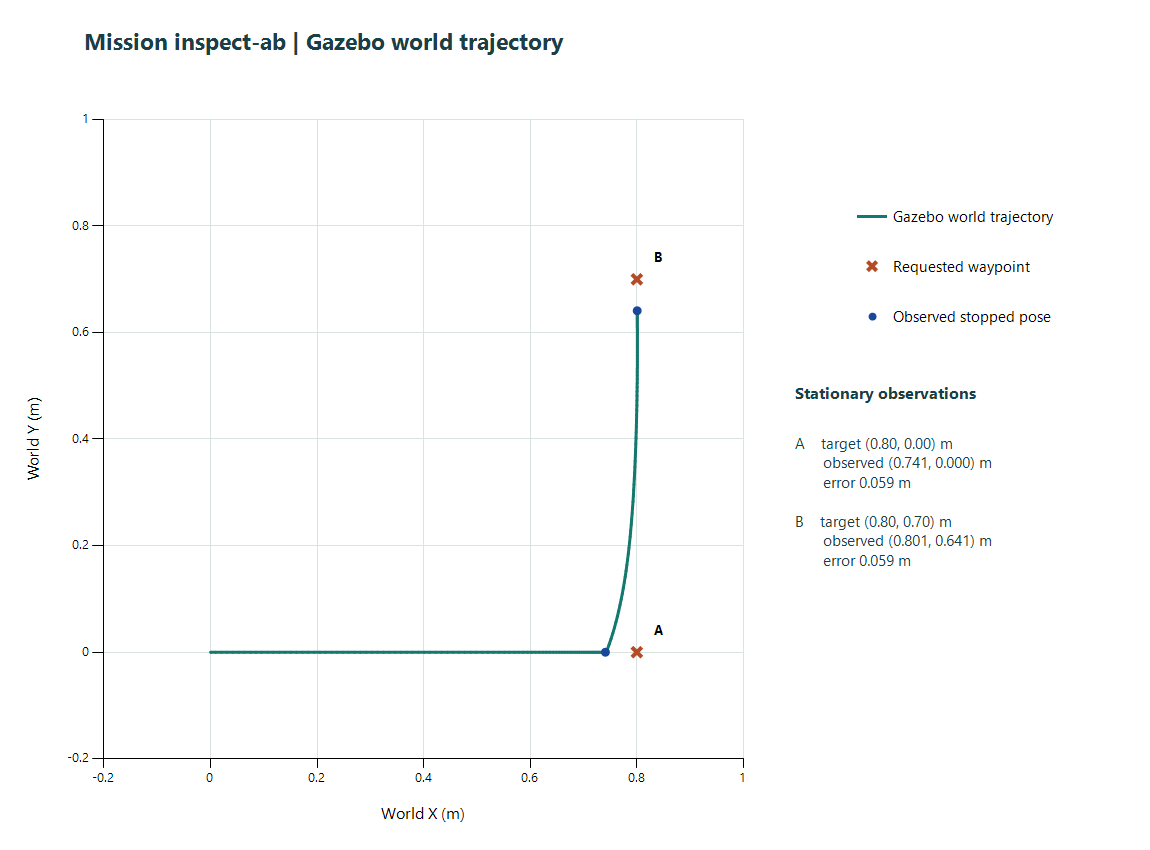 Mission inspect-ab | Gazebo world trajectory
1
0.8
0.6
0.4
0.2
0
-0.2
-0.2
0
0.2
0.4
0.6
0.8
1
World X (m)
World Y (m)
B
A
Gazebo world trajectory
Requested waypoint
Observed stopped pose
Stationary observations
A target (0.80, 0.00) m
observed (0.741, 0.000) m
error 0.059 m
B target (0.80, 0.70) m
observed (0.801, 0.641) m
error 0.059 m